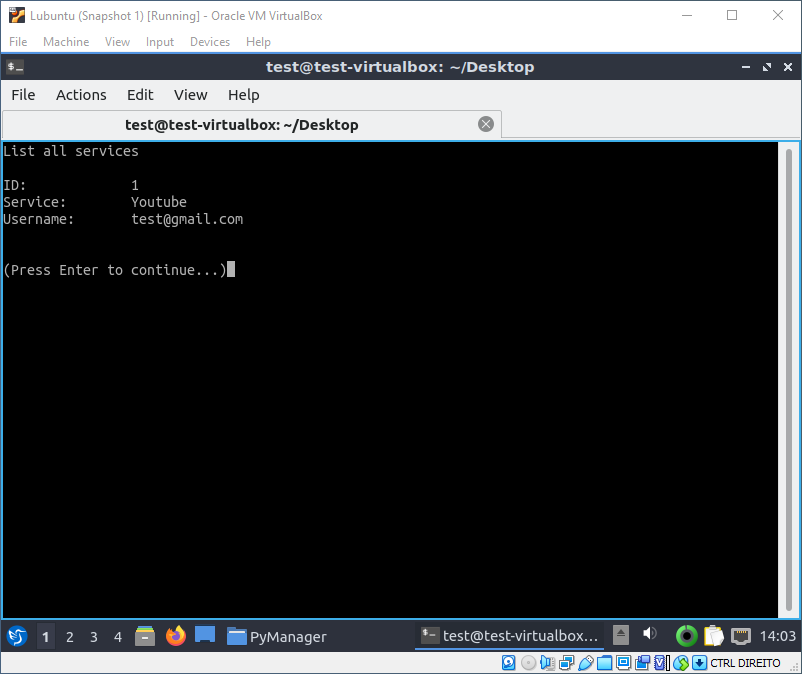 Lubuntu (Snapshot 1) [Running] - Oracle VM VirtualBox
File Machine View Input Devices Help
test@test-virtualbox: ~/Desktop
File Actions Edit View Help
test@test-virtualbox: ~/Desktop
List all services
ID: 1
Service: Youtube
Username: test@gmail.com
(Press Enter to continue...)
1 2 3 4 PyManager test@test-virtualbox... 14:03
CTRL DIREITO